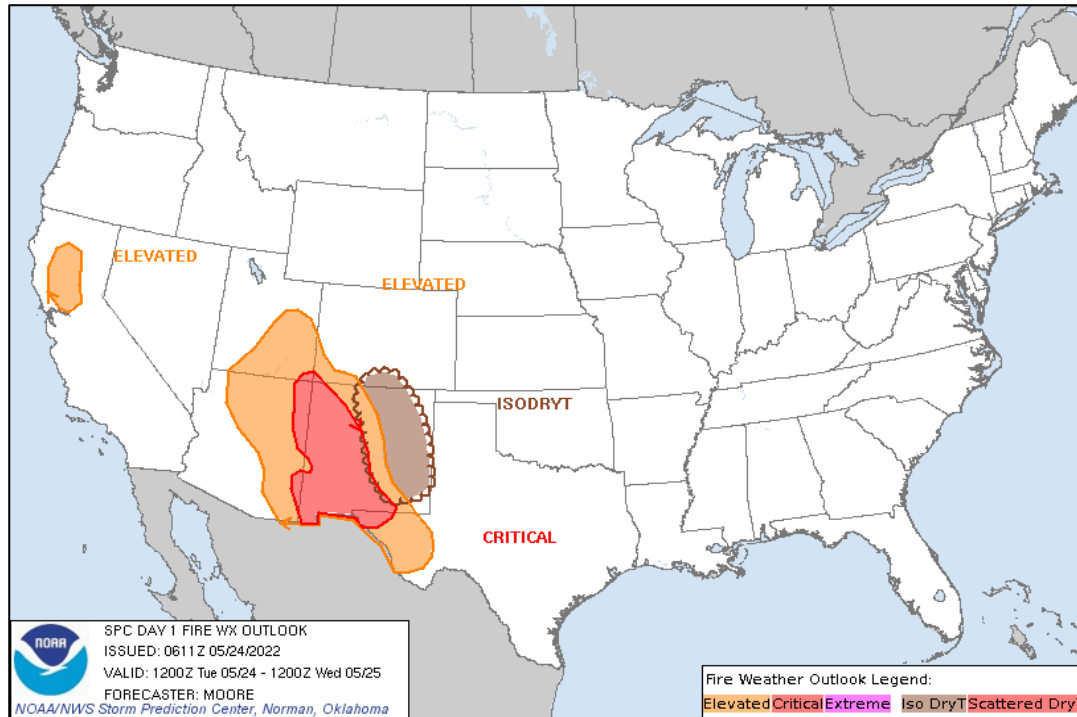 ELEVATED
ELEVATED
ISODRYT
CRITICAL
NOAA
SPC DAY 1 FIRE WX OUTLOOK
ISSUED: 0611Z 05/24/2022
VALID: 1200Z Tue 05/24 - 1200Z Wed 05/25
FORECASTER: MOORE
NOAA/NWS Storm Prediction Center, Norman, Oklahoma
Fire Weather Outlook Legend:
Elevated Critical Extreme Iso DryT Scattered DryT